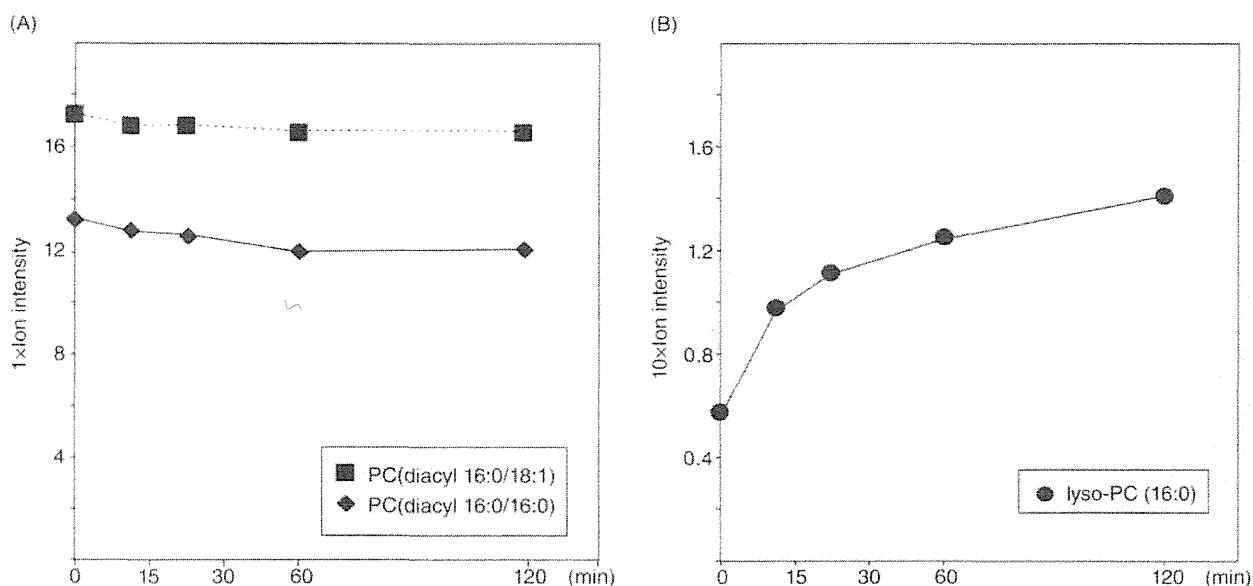 (A)
1×Ion intensity
16
12
8
4
PC(diacyl 16:0/18:1)
PC(diacyl 16:0/16:0)
0 15 30 60 120 (min)
(B)
10×Ion intensity
1.6
1.2
0.8
0.4
lyso-PC (16:0)
0 15 30 60 120 (min)